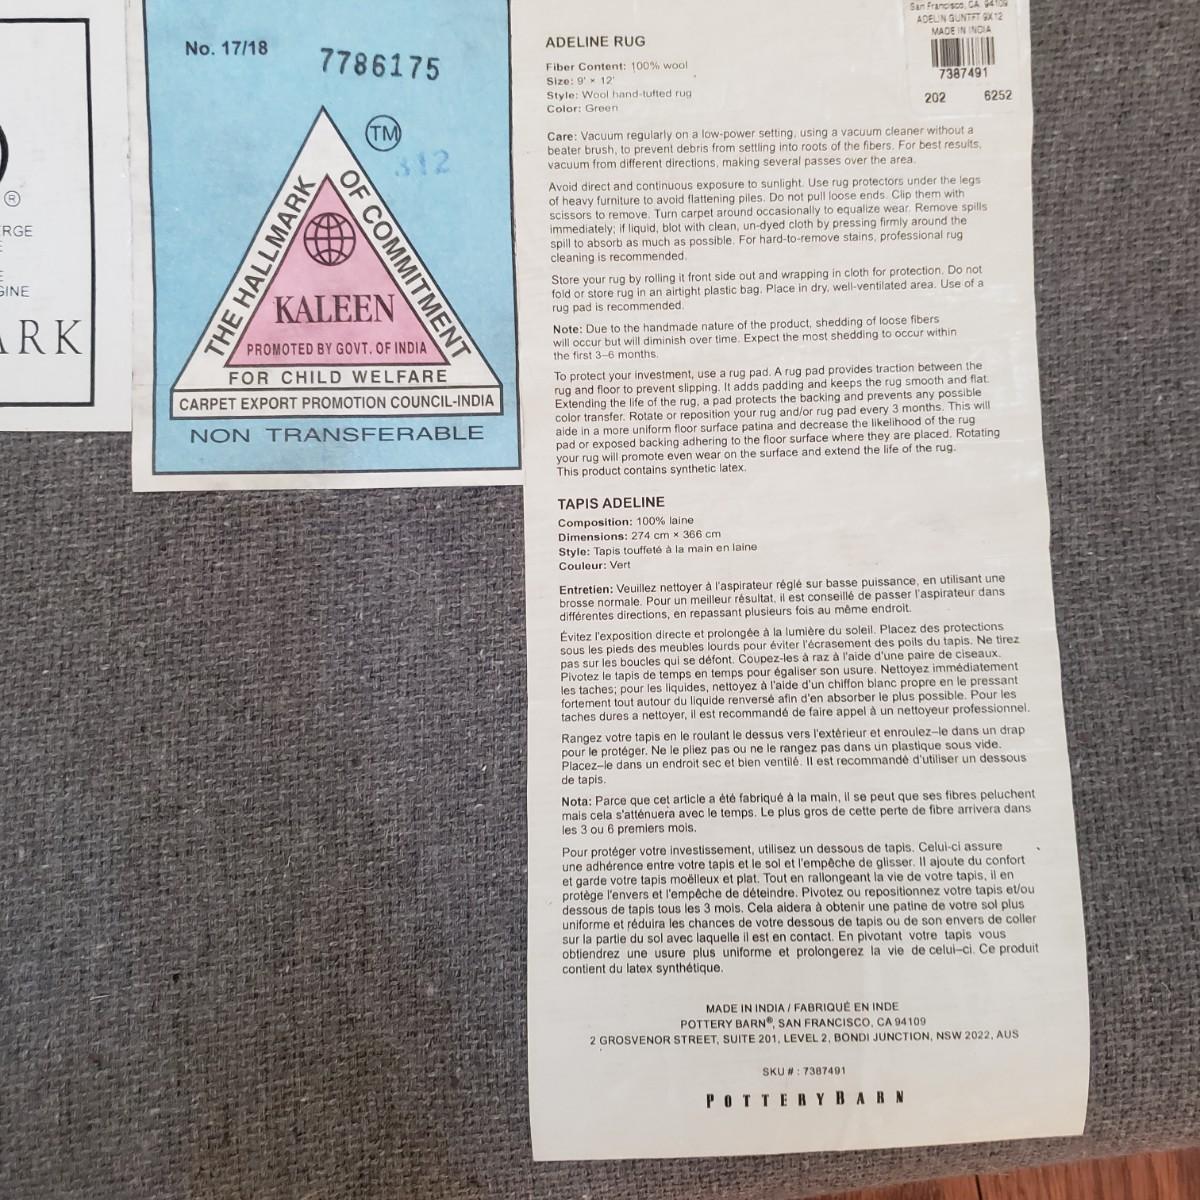 ®
ERGE
E
E
GINE
ARK
No. 17/18
7786175
TM
312
THE HALLMARK OF COMMITMENT
KALEEN
PROMOTED BY GOVT. OF INDIA
FOR CHILD WELFARE
CARPET EXPORT PROMOTION COUNCIL-INDIA
NON TRANSFERABLE
San Francisco, CA. 94109
ADELIN GUNTFT 9X12
MADE IN INDIA
7387491
202 6252
ADELINE RUG
Fiber Content: 100% wool
Size: 9' × 12'
Style: Wool hand-tufted rug
Color: Green
Care: Vacuum regularly on a low-power setting, using a vacuum cleaner without a
beater brush, to prevent debris from settling into roots of the fibers. For best results,
vacuum from different directions, making several passes over the area.
Avoid direct and continuous exposure to sunlight. Use rug protectors under the legs
of heavy furniture to avoid flattening piles. Do not pull loose ends. Clip them with
scissors to remove. Turn carpet around occasionally to equalize wear. Remove spills
immediately; if liquid, blot with clean, un-dyed cloth by pressing firmly around the
spill to absorb as much as possible. For hard-to-remove stains, professional rug
cleaning is recommended.
Store your rug by rolling it front side out and wrapping in cloth for protection. Do not
fold or store rug in an airtight plastic bag. Place in dry, well-ventilated area. Use of a
rug pad is recommended.
Note: Due to the handmade nature of the product, shedding of loose fibers
will occur but will diminish over time. Expect the most shedding to occur within
the first 3–6 months.
To protect your investment, use a rug pad. A rug pad provides traction between the
rug and floor to prevent slipping. It adds padding and keeps the rug smooth and flat.
Extending the life of the rug, a pad protects the backing and prevents any possible
color transfer. Rotate or reposition your rug and/or rug pad every 3 months. This will
aide in a more uniform floor surface patina and decrease the likelihood of the rug
pad or exposed backing adhering to the floor surface where they are placed. Rotating
your rug will promote even wear on the surface and extend the life of the rug.
This product contains synthetic latex.
TAPIS ADELINE
Composition: 100% laine
Dimensions: 274 cm × 366 cm
Style: Tapis touffeté à la main en laine
Couleur: Vert
Entretien: Veuillez nettoyer à l'aspirateur réglé sur basse puissance, en utilisant une
brosse normale. Pour un meilleur résultat, il est conseillé de passer l'aspirateur dans
différentes directions, en repassant plusieurs fois au même endroit.
Évitez l'exposition directe et prolongée à la lumière du soleil. Placez des protections
sous les pieds des meubles lourds pour éviter l'écrasement des poils du tapis. Ne tirez
pas sur les boucles qui se défont. Coupez-les à raz à l'aide d'une paire de ciseaux.
Pivotez le tapis de temps en temps pour égaliser son usure. Nettoyez immédiatement
les taches; pour les liquides, nettoyez à l'aide d'un chiffon blanc propre en le pressant
fortement tout autour du liquide renversé afin d'en absorber le plus possible. Pour les
taches dures a nettoyer, il est recommandé de faire appel à un nettoyeur professionnel.
Rangez votre tapis en le roulant le dessus vers l'extérieur et enroulez–le dans un drap
pour le protéger. Ne le pliez pas ou ne le rangez pas dans un plastique sous vide.
Placez–le dans un endroit sec et bien ventilé. Il est recommandé d'utiliser un dessous
de tapis.
Nota: Parce que cet article a été fabriqué à la main, il se peut que ses fibres peluchent
mais cela s'atténuera avec le temps. Le plus gros de cette perte de fibre arrivera dans
les 3 ou 6 premiers mois.
Pour protéger votre investissement, utilisez un dessous de tapis. Celui-ci assure
une adhérence entre votre tapis et le sol et l'empêche de glisser. Il ajoute du confort
et garde votre tapis moëlleux et plat. Tout en rallongeant la vie de votre tapis, il en
protège l'envers et l'empêche de déteindre. Pivotez ou repositionnez votre tapis et/ou
dessous de tapis tous les 3 mois. Cela aidera à obtenir une patine de votre sol plus
uniforme et réduira les chances de votre dessous de tapis ou de son envers de coller
sur la partie du sol avec laquelle il est en contact. En pivotant votre tapis vous
obtiendrez une usure plus uniforme et prolongerez la vie de celui–ci. Ce produit
contient du latex synthétique.
MADE IN INDIA / FABRIQUÉ EN INDE
POTTERY BARN®, SAN FRANCISCO, CA 94109
2 GROSVENOR STREET, SUITE 201, LEVEL 2, BONDI JUNCTION, NSW 2022, AUS
SKU # : 7387491
POTTERYBARN